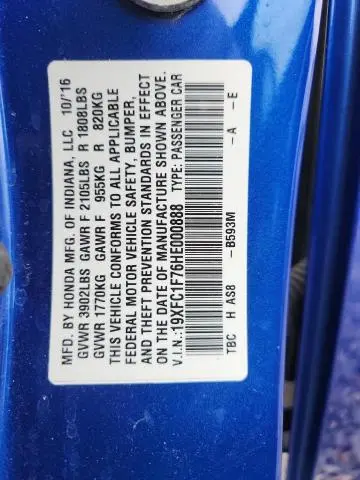 MFD. BY HONDA MFG. OF INDIANA, LLC 10/'16
GVWR 3902LBS GAWR F 2105LBS R 1808LBS
GVWR 1770KG GAWR F 955KG R 820KG
THIS VEHICLE CONFORMS TO ALL APPLICABLE
FEDERAL MOTOR VEHICLE SAFETY, BUMPER,
AND THEFT PREVENTION STANDARDS IN EFFECT
ON THE DATE OF MANUFACTURE SHOWN ABOVE.
V.I.N.:19XFC1F76HE000888 TYPE: PASSENGER CAR
TBC H AS8 -B593M -A -E